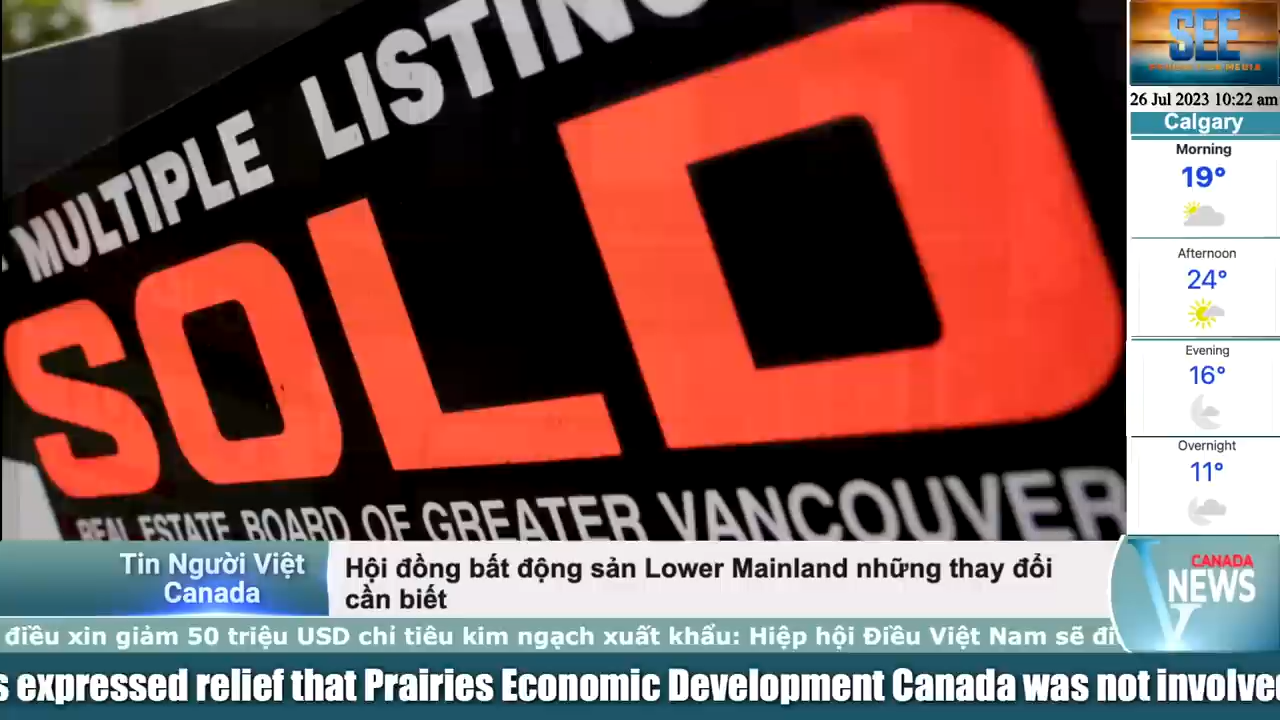 MULTIPLE LISTING
SOLD
REAL ESTATE BOARD OF GREATER VANCOUVER
SEE
26 Jul 2023 10:22 am
Calgary
Morning
19°
Afternoon
24°
Evening
16°
Overnight
11°
Tin Người Việt
Canada
Hội đồng bất động sản Lower Mainland những thay đổi
cần biết
CANADA
NEWS
V
điều xin giảm 50 triệu USD chỉ tiêu kim ngạch xuất khẩu: Hiệp hội Điều Việt Nam sẽ đi
s expressed relief that Prairies Economic Development Canada was not involved